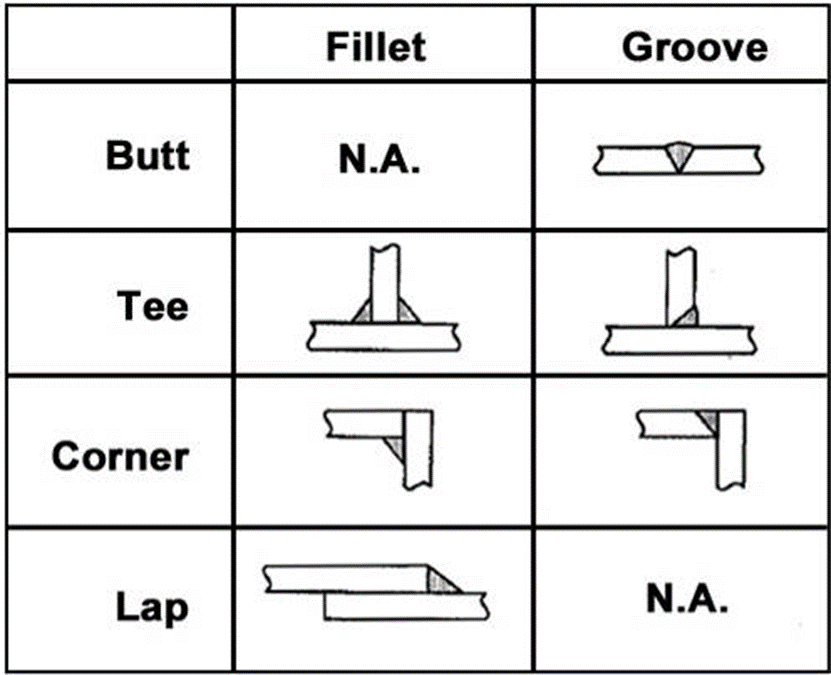 Fillet Groove
Butt N.A.
Tee
Corner
Lap N.A.